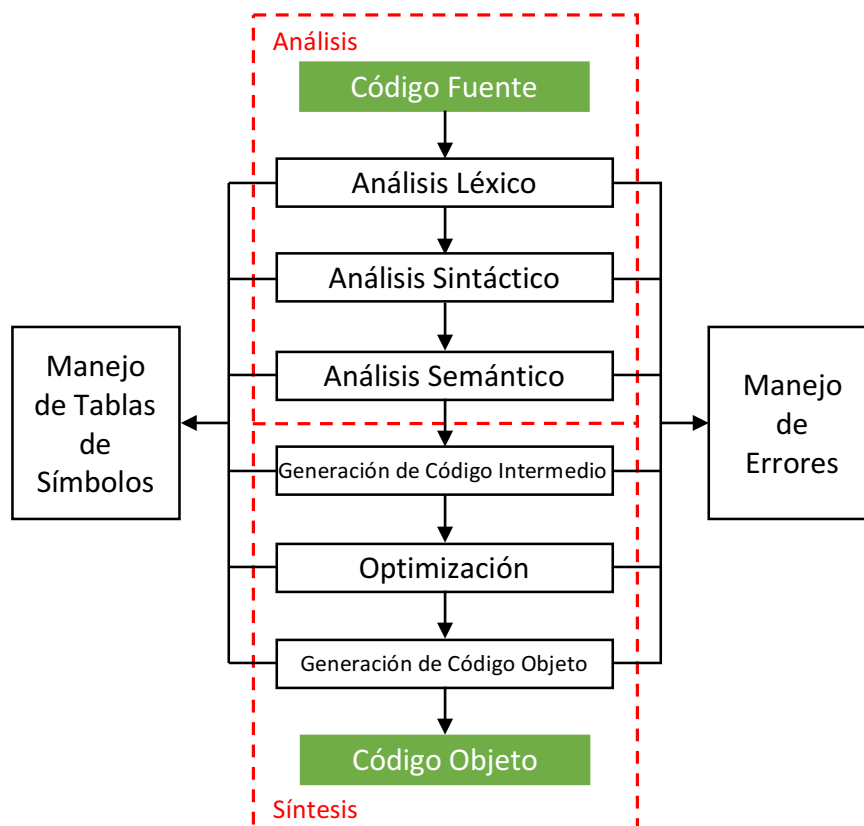 Análisis
Código Fuente
Análisis Léxico
Análisis Sintáctico
Análisis Semántico
Manejo
de Tablas
de
Símbolos
Manejo
de
Errores
Generación de Código Intermedio
Optimización
Generación de Código Objeto
Código Objeto
Síntesis